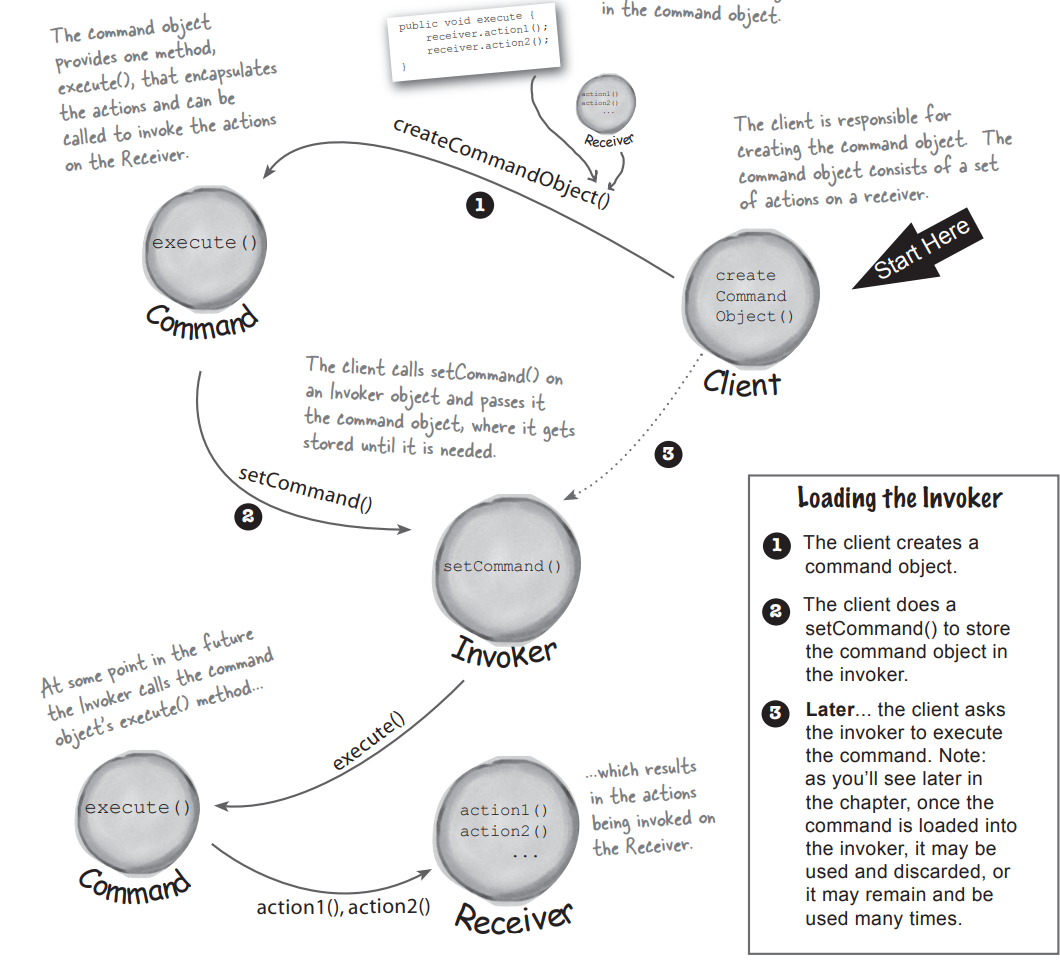 The command object
provides one method,
execute(), that encapsulates
the actions and can be
called to invoke the actions
on the Receiver.
public void execute {
receiver.action1();
receiver.action2();
}
in the command object.
action1()
action2()
...
Receiver
createCommandObject()
1
The client is responsible for
creating the command object. The
command object consists of a set
of actions on a receiver.
Start Here
execute()
Command
create
Command
Object()
Client
The client calls setCommand() on
an Invoker object and passes it
the command object, where it gets
stored until it is needed.
3
setCommand()
2
setCommand()
Invoker
Loading the Invoker
1 The client creates a
command object.
2 The client does a
setCommand() to store
the command object in
the invoker.
3 Later... the client asks
the invoker to execute
the command. Note:
as you'll see later in
the chapter, once the
command is loaded into
the invoker, it may be
used and discarded, or
it may remain and be
used many times.
At some point in the future
the Invoker calls the command
object's execute() method...
execute()
execute()
Command
action1(), action2()
action1()
action2()
...
Receiver
...which results
in the actions
being invoked on
the Receiver.